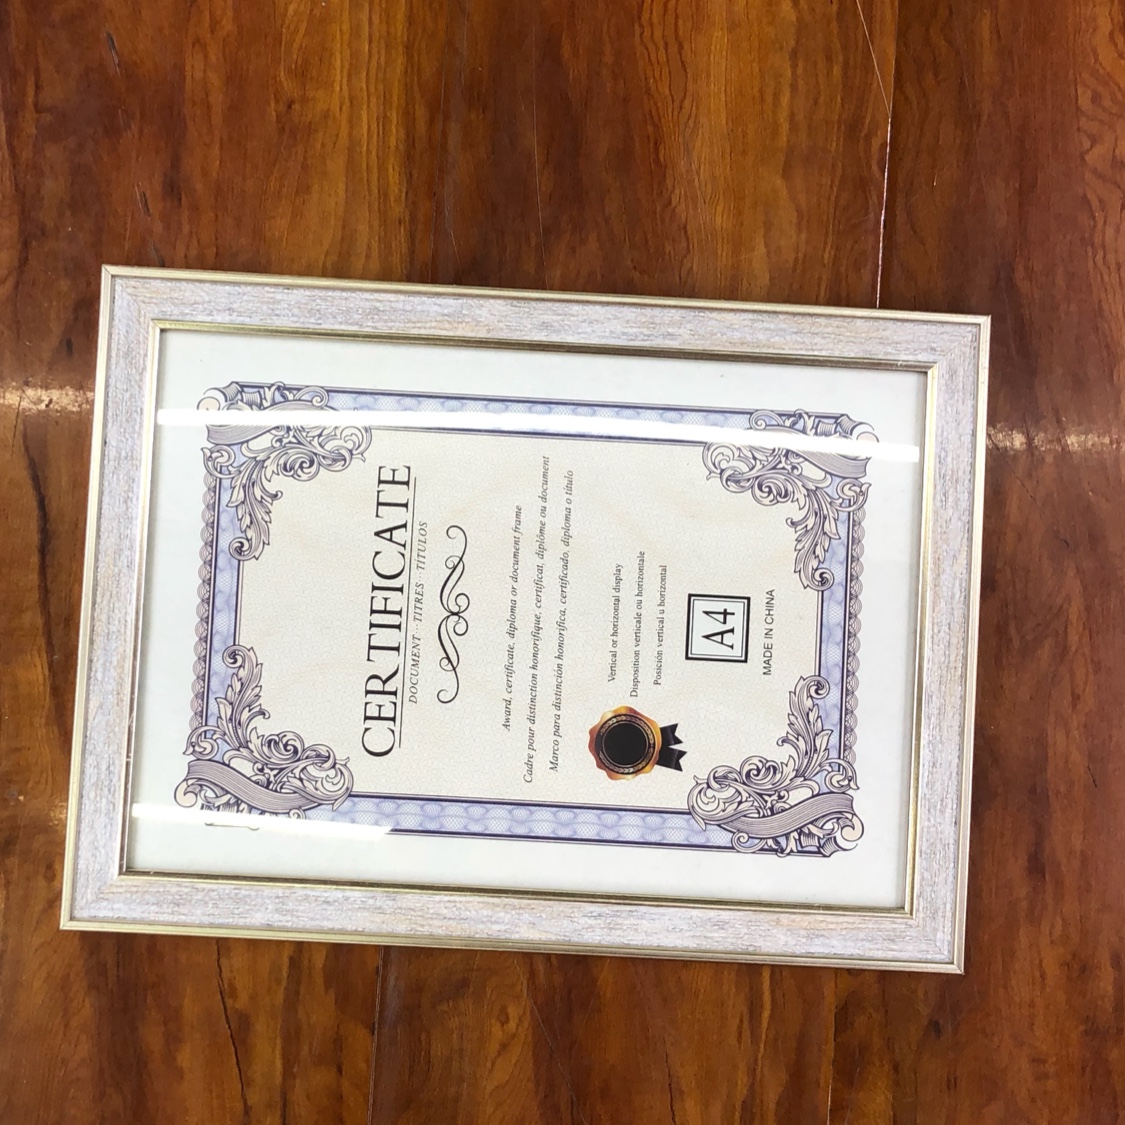 CERTIFICATE
DOCUMENT · TITRES · TÍTULOS
Award, certificate, diploma or document frame
Cadre pour distinction honorifique, certificat, diplôme ou document
Marco para distinción honorifica, certificado, diploma o título
Vertical or horizontal display
Disposition verticale ou horizontale
Posición vertical u horizontal
A4
MADE IN CHINA